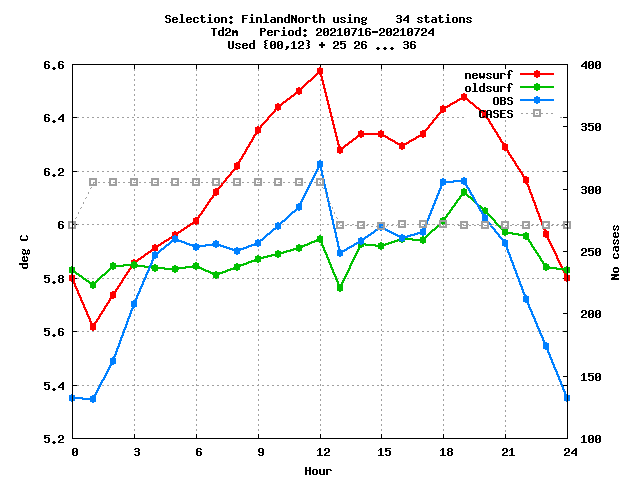 Selection: FinlandNorth using    34 stations
Td2m   Period: 20210716-20210724
Used {00,12} + 25 26 ... 36
newsurf
oldsurf
OBS
CASES
6.6
6.4
6.2
6
5.8
5.6
5.4
5.2
400
350
300
250
200
150
100
deg C
No cases
0 3 6 9 12 15 18 21 24
Hour